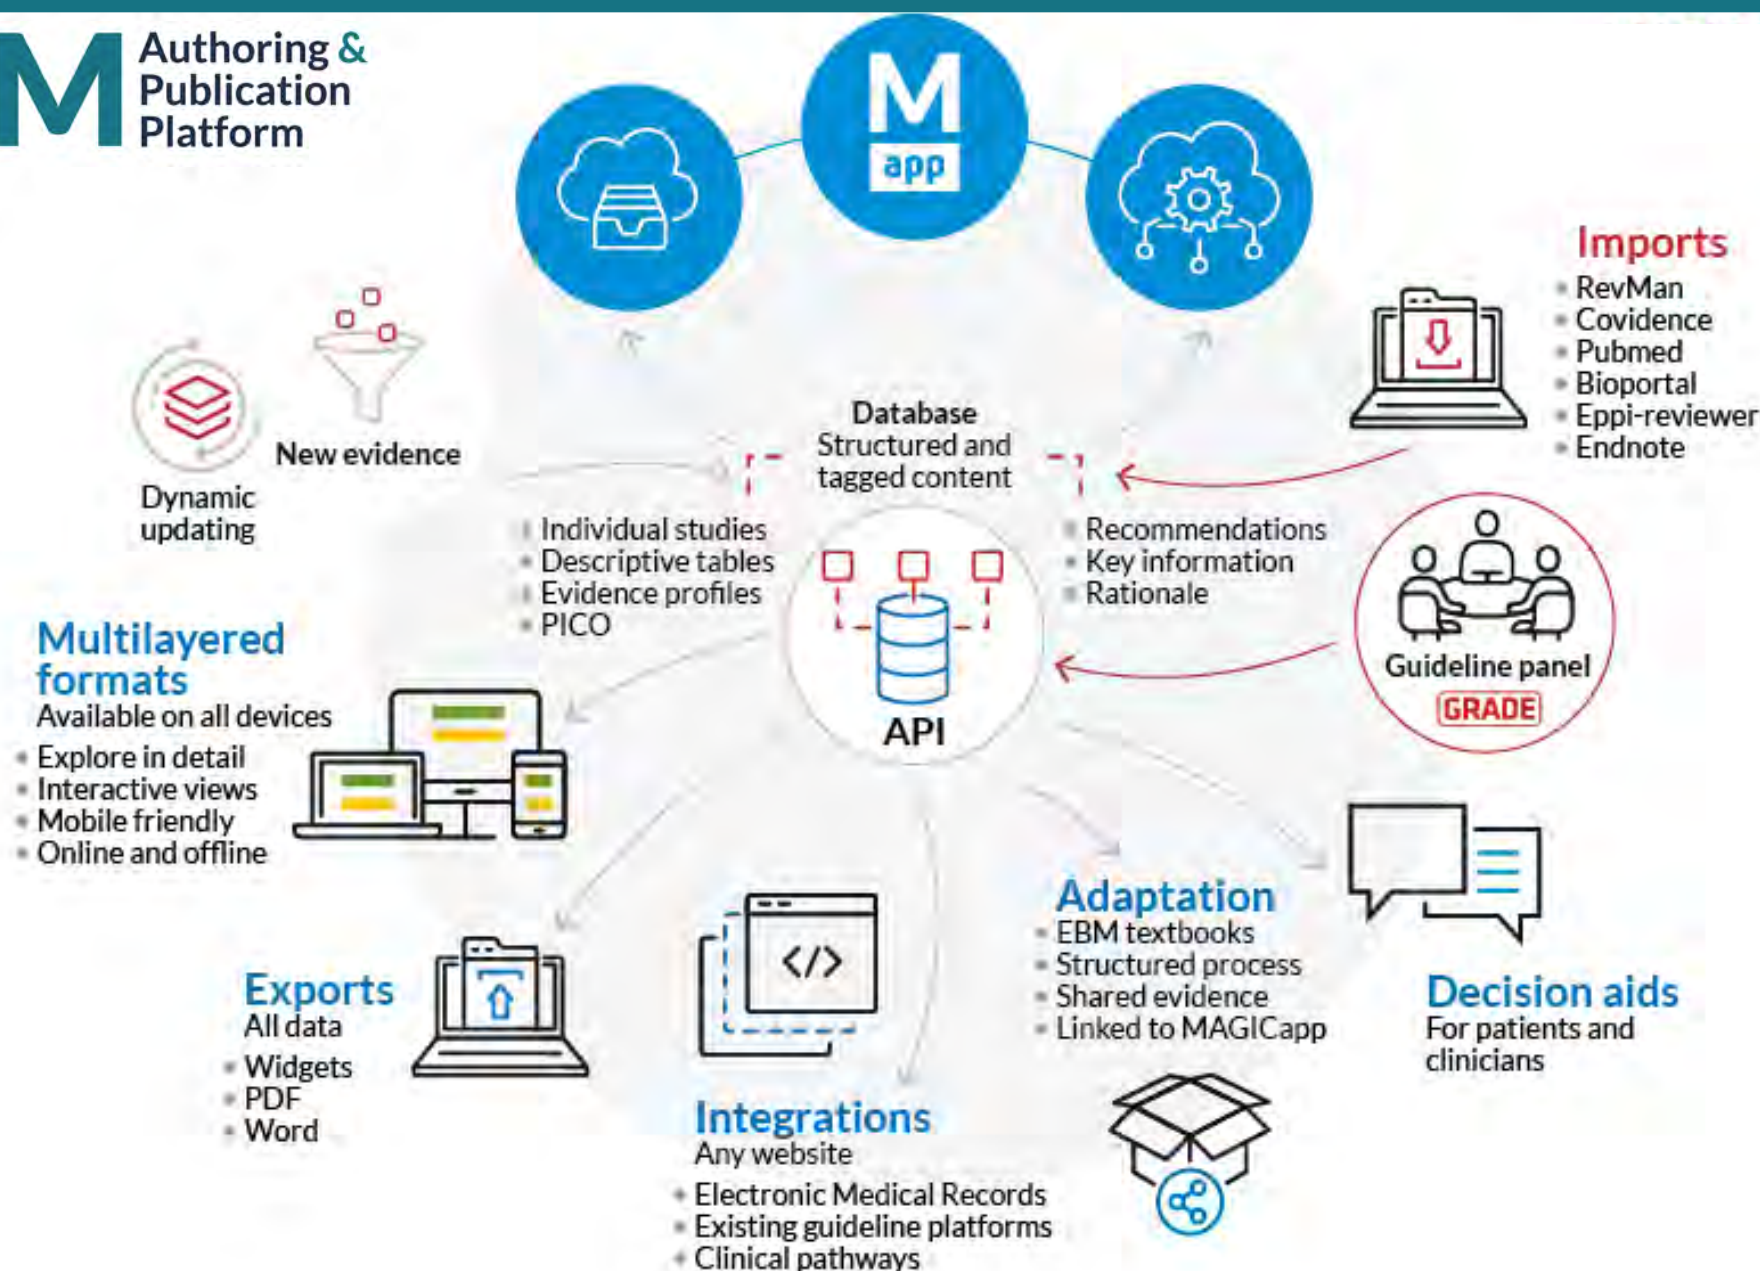 M
Authoring &
Publication
Platform
M
app
Imports
RevMan
Covidence
Pubmed
Bioportal
Eppi-reviewer
Endnote
New evidence
Dynamic
updating
Database
Structured and
tagged content
Individual studies
Descriptive tables
Evidence profiles
PICO
Recommendations
Key information
Rationale
API
Guideline panel
GRADE
Multilayered
formats
Available on all devices
Explore in detail
Interactive views
Mobile friendly
Online and offline
Exports
All data
Widgets
PDF
Word
</>
Integrations
Any website
Electronic Medical Records
Existing guideline platforms
Clinical pathways
Adaptation
EBM textbooks
Structured process
Shared evidence
Linked to MAGICapp
Decision aids
For patients and
clinicians